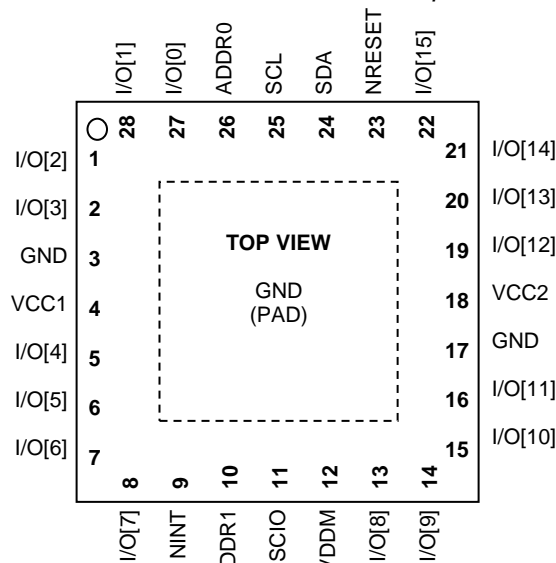 I/O[1] I/O[0] ADDR0 SCL SDA NRESET I/O[15]
28 27 26 25 24 23 22
I/O[2] 1 21 I/O[14]
I/O[3] 2 20 I/O[13]
GND 3 TOP VIEW 19 I/O[12]
VCC1 4 GND 18 VCC2
(PAD)
I/O[4] 5 17 GND
I/O[5] 6 16 I/O[11]
I/O[6] 7 15 I/O[10]
8 9 10 11 12 13 14
I/O[7] NINT DDR1 SCIO VDDM I/O[8] I/O[9]